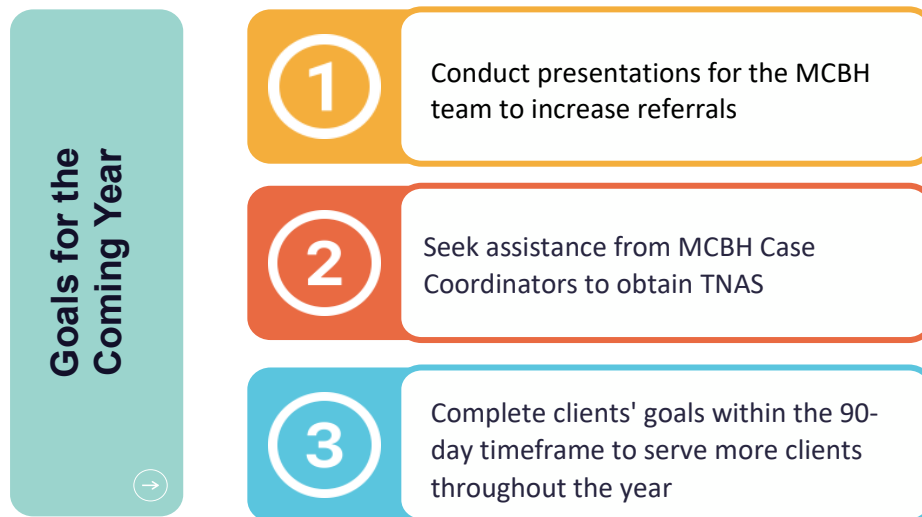 Goals for the
Coming Year
1
Conduct presentations for the MCBH
team to increase referrals
2
Seek assistance from MCBH Case
Coordinators to obtain TNAS
3
Complete clients' goals within the 90-
day timeframe to serve more clients
throughout the year